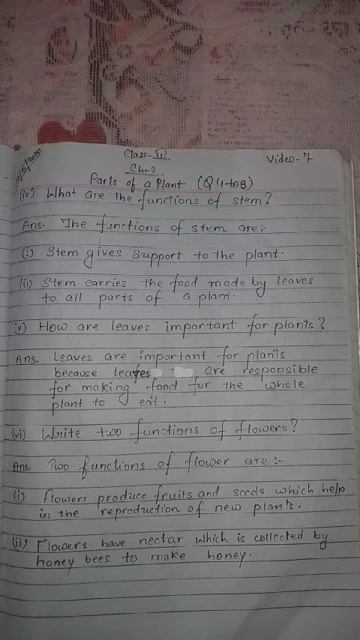 Class-III
Video-7
Ch-2
Parts of a Plant (Q 4 to 8)
(iv) What are the functions of stem?
Ans. The functions of stem are:-
(i) Stem gives support to the plant.
(ii) Stem carries the food made by leaves
to all parts of a plant.
(v) How are leaves important for plants?
Ans. Leaves are important for plants
because leaves are responsible
for making food for the whole
plant to eat.
(vi) Write two functions of flowers?
Ans. Two functions of flower are:-
(i) Flowers produce fruits and seeds which help
in the reproduction of new plants.
(ii) Flowers have nectar which is collected by
honey bees to make honey.